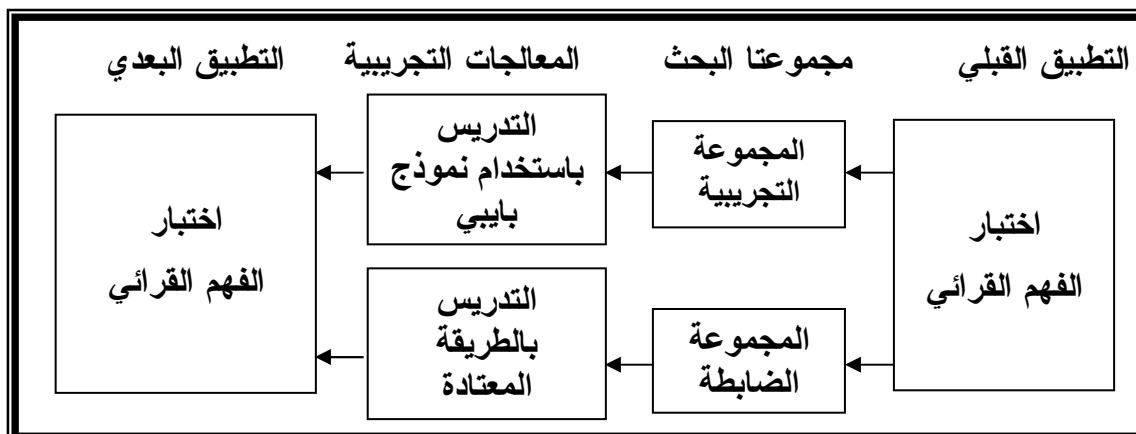 التطبيق القبلي
مجموعتا البحث
المعالجات التجريبية
التطبيق البعدي
اختبار
الفهم القرائي
المجموعة
التجريبية
التدريس
باستخدام نموذج
بايبي
المجموعة
الضابطة
التدريس
بالطريقة
المعتادة
اختبار
الفهم القرائي